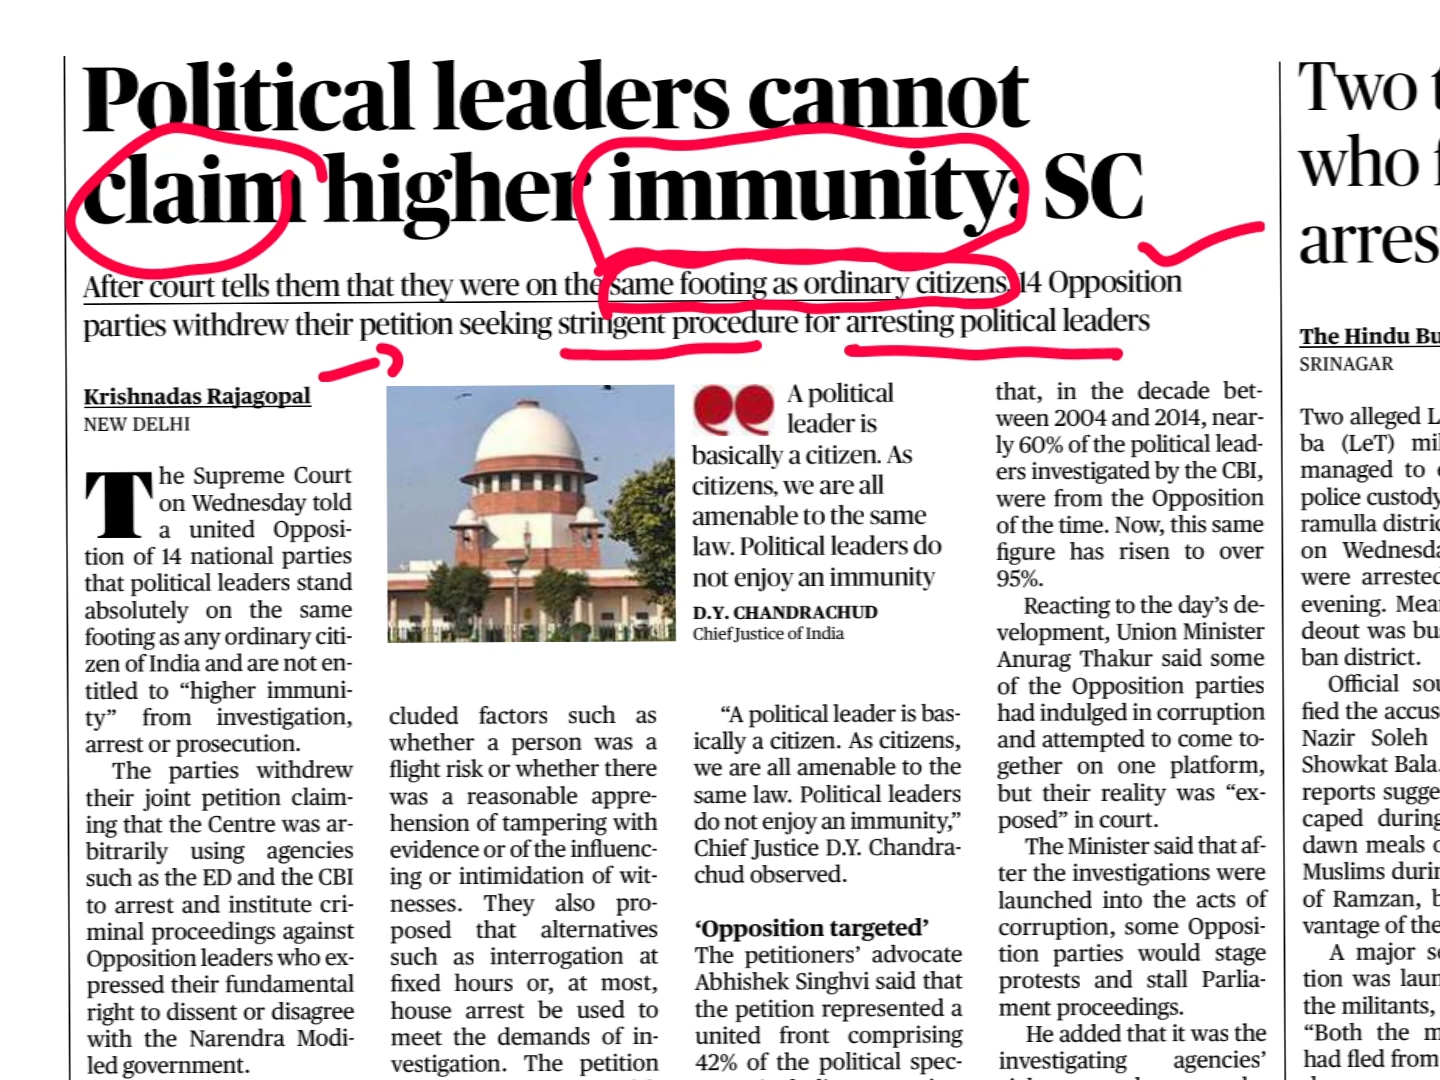 Political leaders cannot
claim higher immunity: SC
After court tells them that they were on the same footing as ordinary citizens, 14 Opposition
parties withdrew their petition seeking stringent procedure for arresting political leaders
Krishnadas Rajagopal
NEW DELHI
The Supreme Court
on Wednesday told
a united Opposi-
tion of 14 national parties
that political leaders stand
absolutely on the same
footing as any ordinary citi-
zen of India and are not en-
titled to “higher immuni-
ty” from investigation,
arrest or prosecution.
The parties withdrew
their joint petition claim-
ing that the Centre was ar-
bitrarily using agencies
such as the ED and the CBI
to arrest and institute cri-
minal proceedings against
Opposition leaders who ex-
pressed their fundamental
right to dissent or disagree
with the Narendra Modi-
led government.
cluded factors such as
whether a person was a
flight risk or whether there
was a reasonable appre-
hension of tampering with
evidence or of the influenc-
ing or intimidation of wit-
nesses. They also pro-
posed that alternatives
such as interrogation at
fixed hours or, at most,
house arrest be used to
meet the demands of in-
vestigation. The petition
A political
leader is
basically a citizen. As
citizens, we are all
amenable to the same
law. Political leaders do
not enjoy an immunity
D.Y. CHANDRACHUD
Chief Justice of India
“A political leader is bas-
ically a citizen. As citizens,
we are all amenable to the
same law. Political leaders
do not enjoy an immunity,”
Chief Justice D.Y. Chandra-
chud observed.
‘Opposition targeted’
The petitioners’ advocate
Abhishek Singhvi said that
the petition represented a
united front comprising
42% of the political spec-
that, in the decade bet-
ween 2004 and 2014, near-
ly 60% of the political lead-
ers investigated by the CBI,
were from the Opposition
of the time. Now, this same
figure has risen to over
95%.
Reacting to the day’s de-
velopment, Union Minister
Anurag Thakur said some
of the Opposition parties
had indulged in corruption
and attempted to come to-
gether on one platform,
but their reality was “ex-
posed” in court.
The Minister said that af-
ter the investigations were
launched into the acts of
corruption, some Opposi-
tion parties would stage
protests and stall Parlia-
ment proceedings.
He added that it was the
investigating agencies’
Two
who
arres
The Hindu Bu
SRINAGAR
Two alleged L
ba (LeT) mil
managed to
police custody
ramulla distric
on Wednesda
were arrested
evening. Mear
deout was bus
ban district.
Official sou
fied the accuse
Nazir Soleh
Showkat Bala.
reports sugge
caped during
dawn meals o
Muslims durin
of Ramzan, b
vantage of the
A major se
tion was laun
the militants,
“Both the m
had fled from